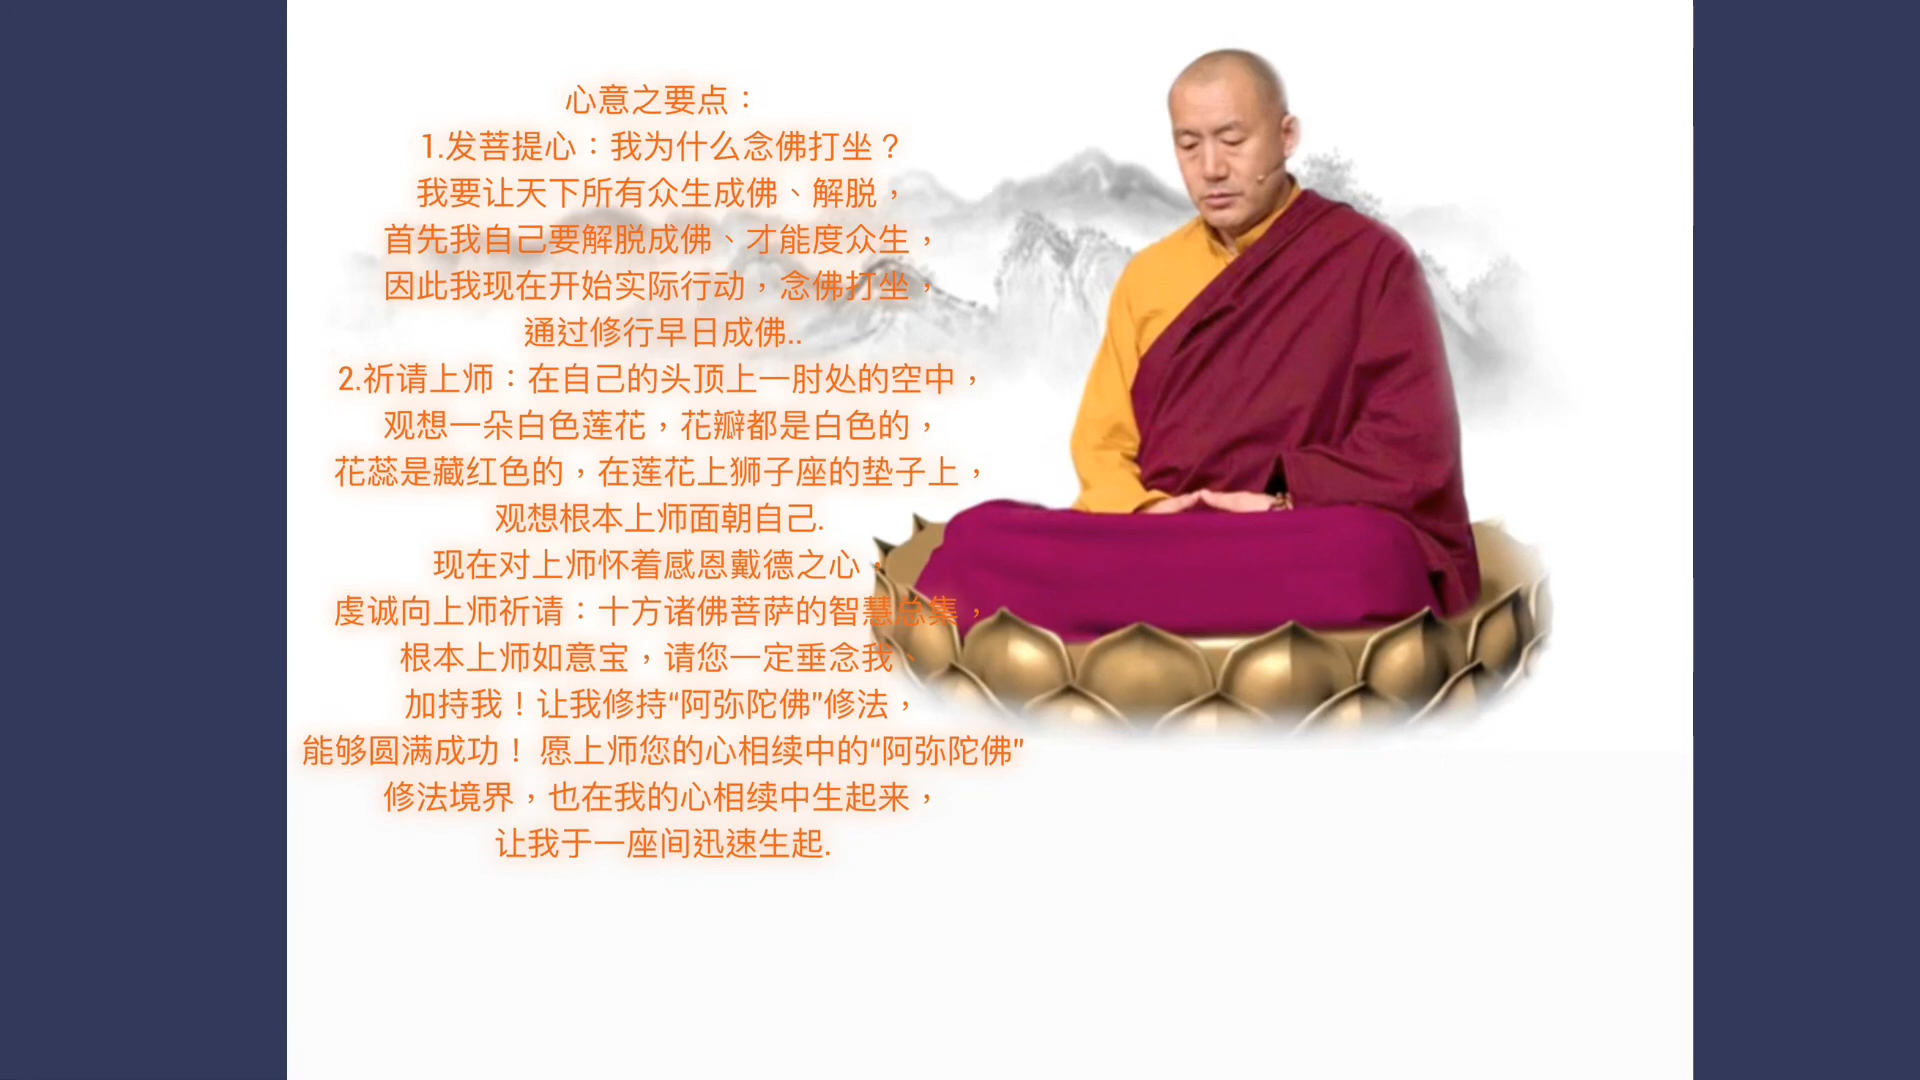 心意之要点：
1.发菩提心：我为什么念佛打坐？
我要让天下所有众生成佛、解脱，
首先我自己要解脱成佛、才能度众生，
因此我现在开始实际行动，念佛打坐，
通过修行早日成佛..
2.祈请上师：在自己的头顶上一肘处的空中，
观想一朵白色莲花，花瓣都是白色的，
花蕊是藏红色的，在莲花上狮子座的垫子上，
观想根本上师面朝自己.
现在对上师怀着感恩戴德之心，
虔诚向上师祈请：十方诸佛菩萨的智慧总集，
根本上师如意宝，请您一定垂念我、
加持我！让我修持“阿弥陀佛”修法，
能够圆满成功！ 愿上师您的心相续中的“阿弥陀佛”
修法境界，也在我的心相续中生起来，
让我于一座间迅速生起.